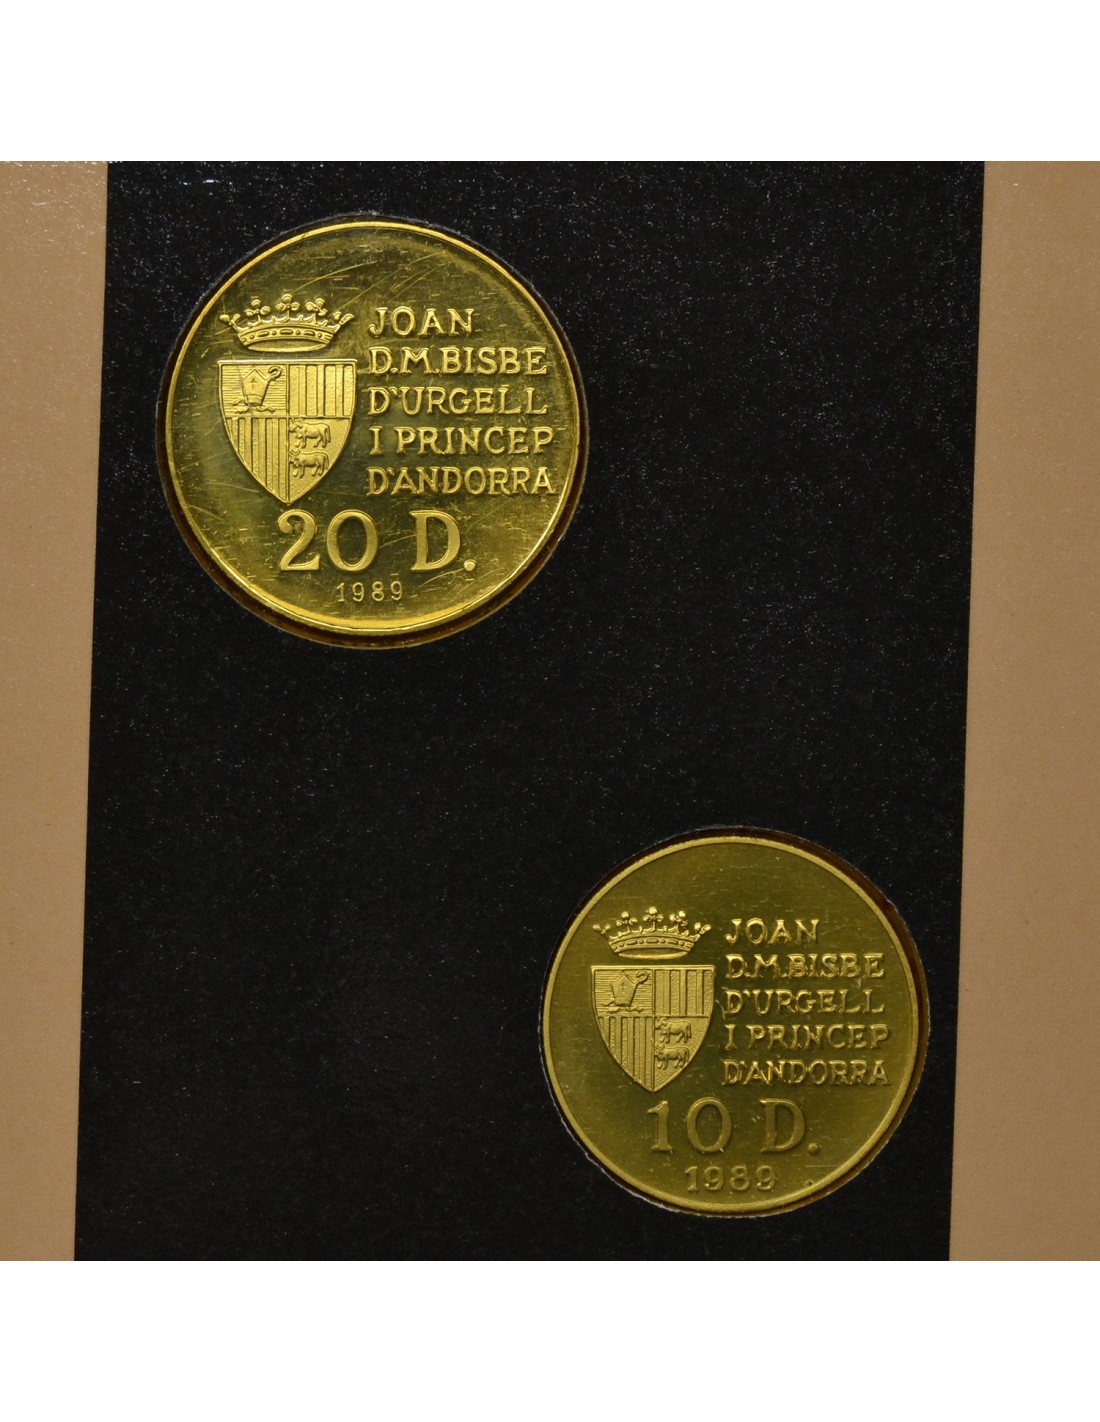 JOAN
D.M.BISBE
D'URGELL
I PRINCEP
D'ANDORRA
20 D.
1989
JOAN
D.M.BISBE
D'URGELL
I PRINCEP
D'ANDORRA
10 D.
1989